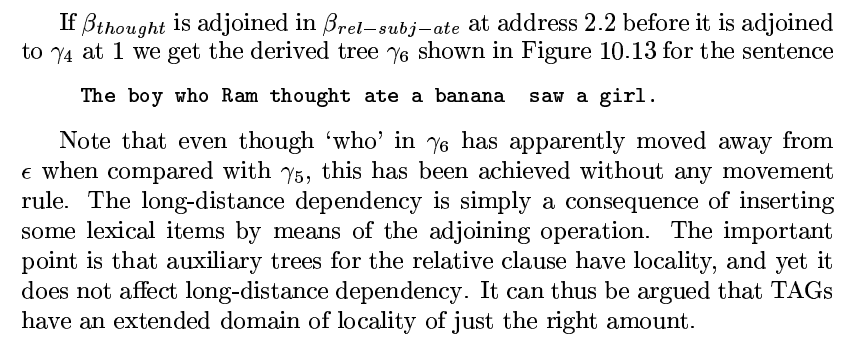 If β_thought is adjoined in β_rel−subj−ate at address 2.2 before it is adjoined
to γ_4 at 1 we get the derived tree γ_6 shown in Figure 10.13 for the sentence
The boy who Ram thought ate a banana saw a girl.
Note that even though ‘who’ in γ_6 has apparently moved away from
ϵ when compared with γ_5, this has been achieved without any movement
rule. The long-distance dependency is simply a consequence of inserting
some lexical items by means of the adjoining operation. The important
point is that auxiliary trees for the relative clause have locality, and yet it
does not affect long-distance dependency. It can thus be argued that TAGs
have an extended domain of locality of just the right amount.